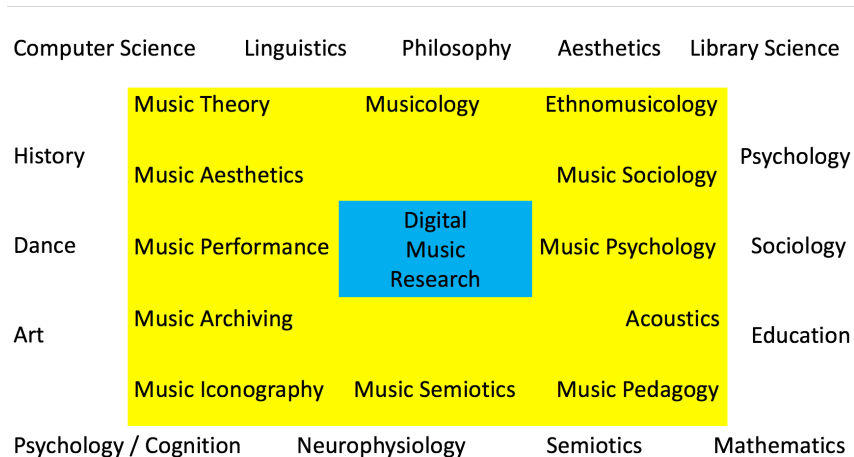 Computer Science Linguistics Philosophy Aesthetics Library Science
Music Theory Musicology Ethnomusicology
History Psychology
Music Aesthetics Music Sociology
Digital
Dance Music Performance Music Music Psychology Sociology
Research
Music Archiving Acoustics
Art Education
Music Iconography Music Semiotics Music Pedagogy
Psychology / Cognition Neurophysiology Semiotics Mathematics